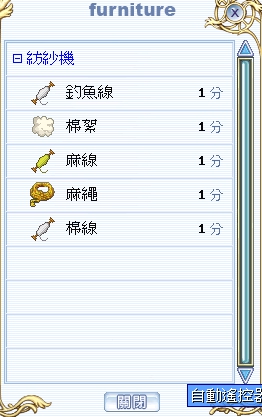 furniture
紡紗機
釣魚線 1 分
棉絮 1 分
麻線 1 分
麻繩 1 分
棉線 1 分
關閉
自動遙控器